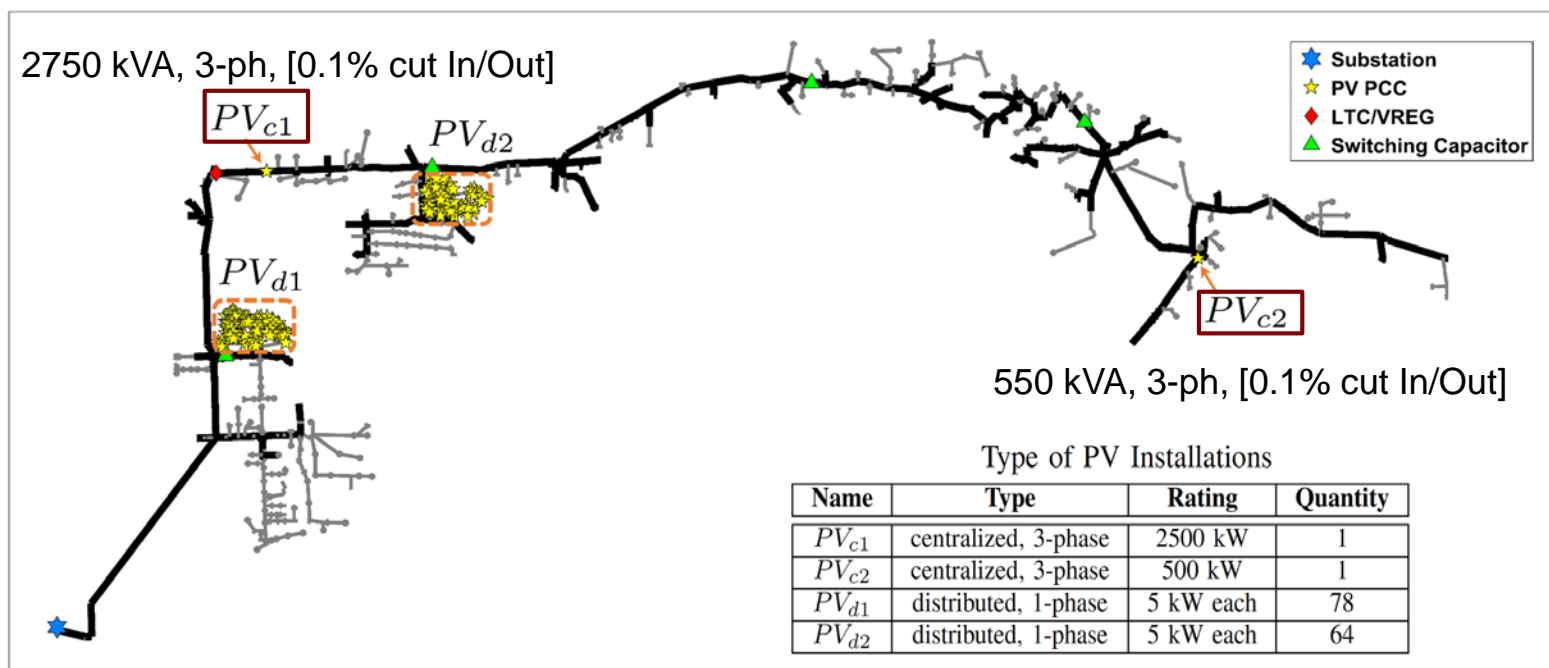 2750 kVA, 3-ph, [0.1% cut In/Out]
PVc1
PVd2
PVd1
Substation
PV PCC
LTC/VREG
Switching Capacitor
PVc2
550 kVA, 3-ph, [0.1% cut In/Out]
Type of PV Installations
Name Type Rating Quantity
PVc1 centralized, 3-phase 2500 kW 1
PVc2 centralized, 3-phase 500 kW 1
PVd1 distributed, 1-phase 5 kW each 78
PVd2 distributed, 1-phase 5 kW each 64